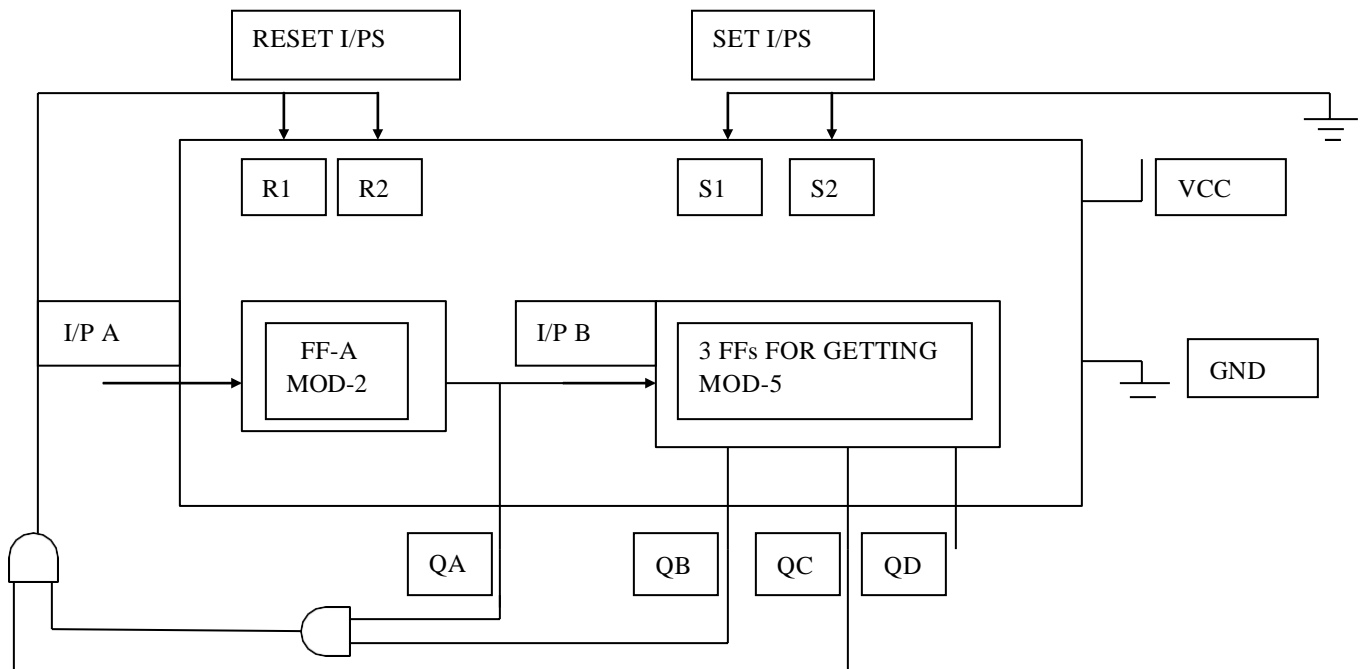 RESET I/PS
SET I/PS
R1
R2
S1
S2
VCC
I/P A
FF-A
MOD-2
I/P B
3 FFs FOR GETTING
MOD-5
GND
QA
QB
QC
QD